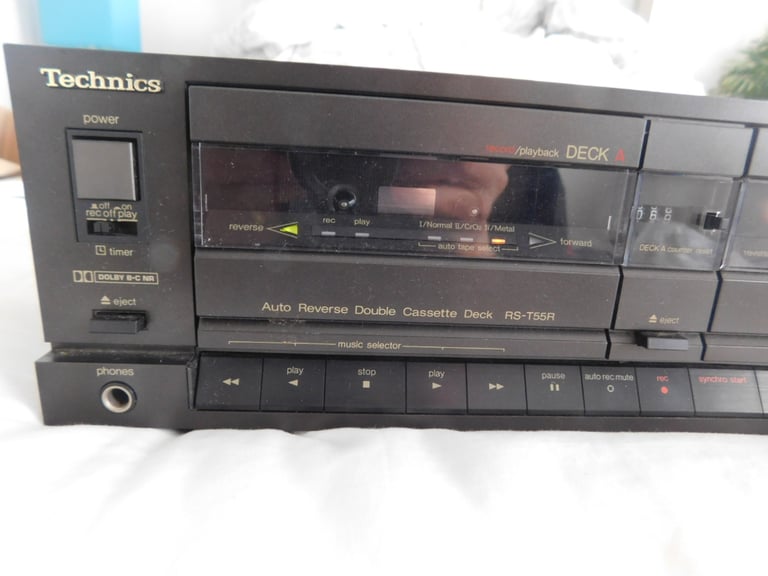 Technics
power
off on
rec off play
timer
DOLBY B-C NR
eject
phones
record/playback DECK A
reverse
rec play
I/Normal II/CrO2 IV/Metal
auto tape select
forward
Auto Reverse Double Cassette Deck RS-T55R
music selector
play
stop
play
pause
auto rec mute
rec
synchro start
DECK A counter reset
eject
reverse